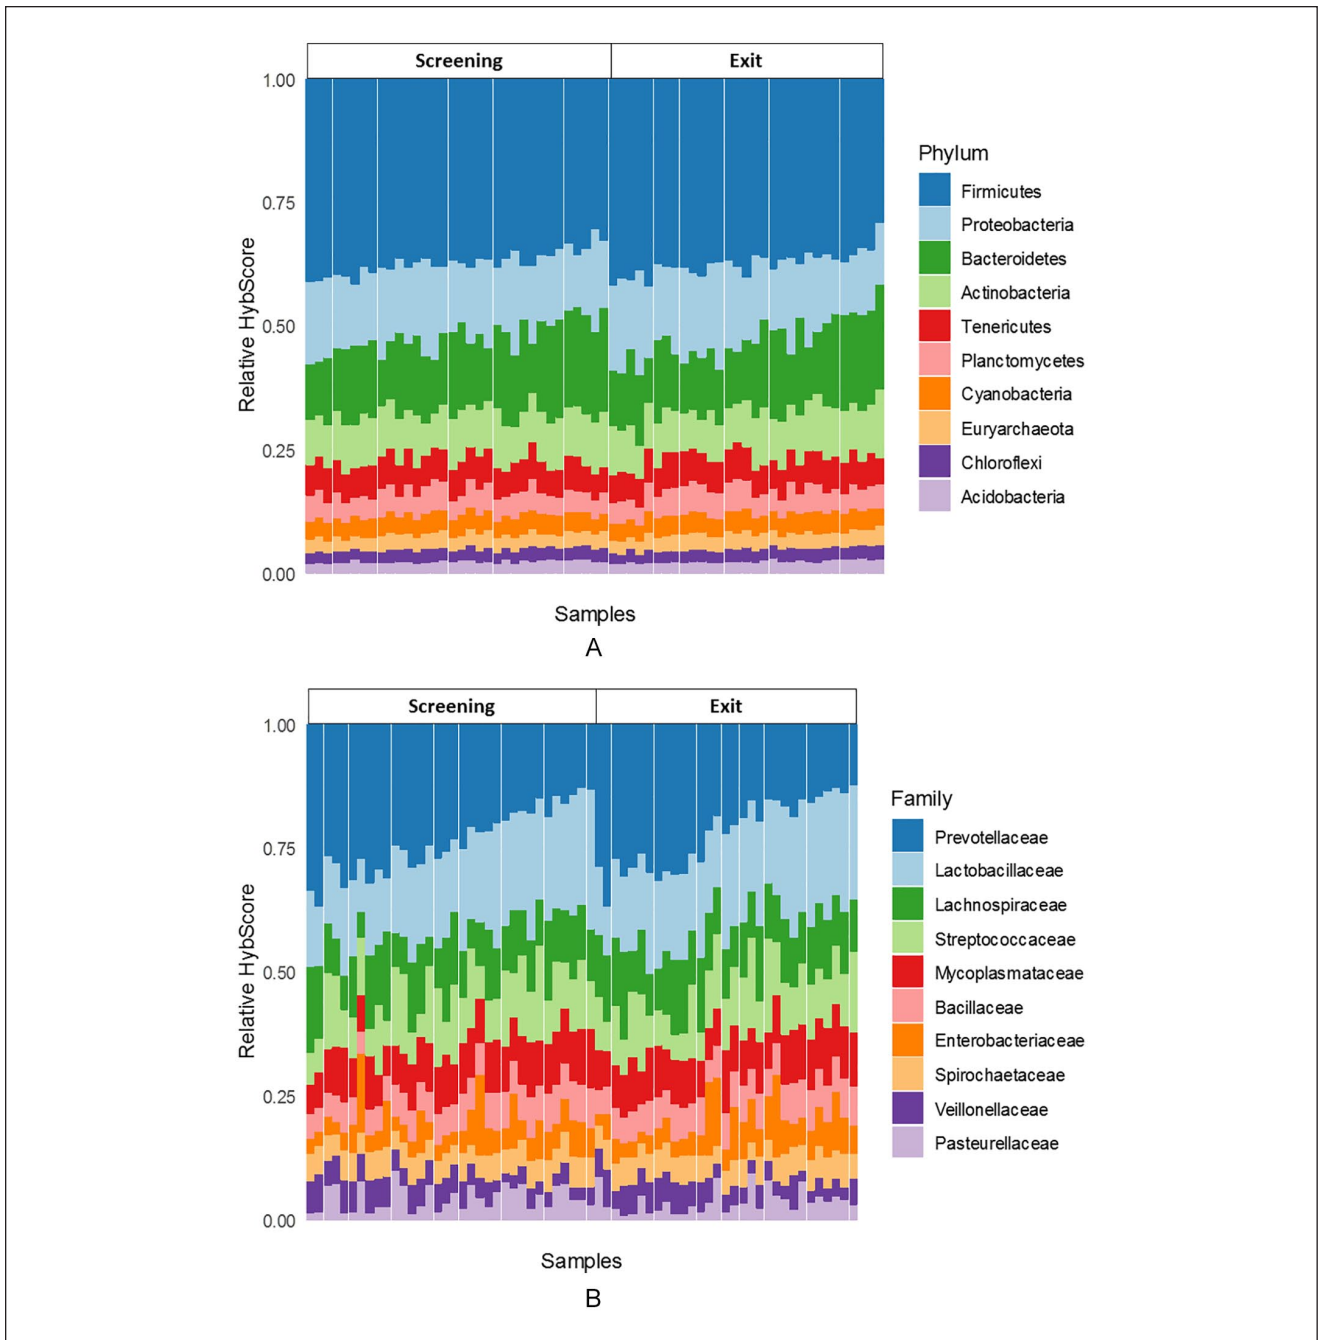 Screening Exit
1.00
0.75
0.50
0.25
0.00
Relative HybScore
Samples
Phylum
Firmicutes
Proteobacteria
Bacteroidetes
Actinobacteria
Tenericutes
Planctomycetes
Cyanobacteria
Euryarchaeota
Chloroflexi
Acidobacteria
A
Screening Exit
1.00
0.75
0.50
0.25
0.00
Relative HybScore
Samples
Family
Prevotellaceae
Lactobacillaceae
Lachnospiraceae
Streptococcaceae
Mycoplasmataceae
Bacillaceae
Enterobacteriaceae
Spirochaetaceae
Veillonellaceae
Pasteurellaceae
B